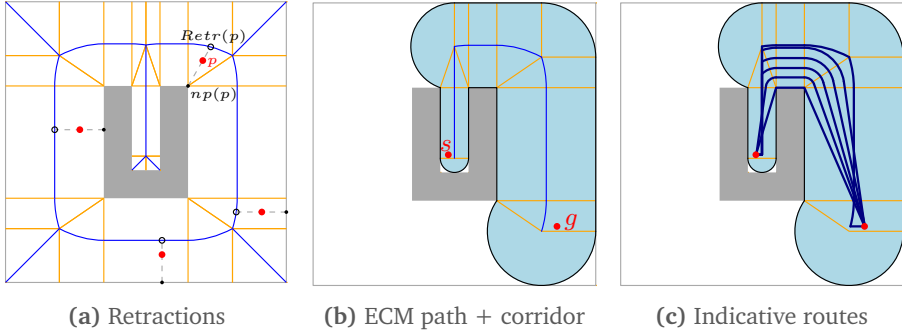 Retr(p)
p
np(p)
s
g
(a) Retractions
(b) ECM path + corridor
(c) Indicative routes